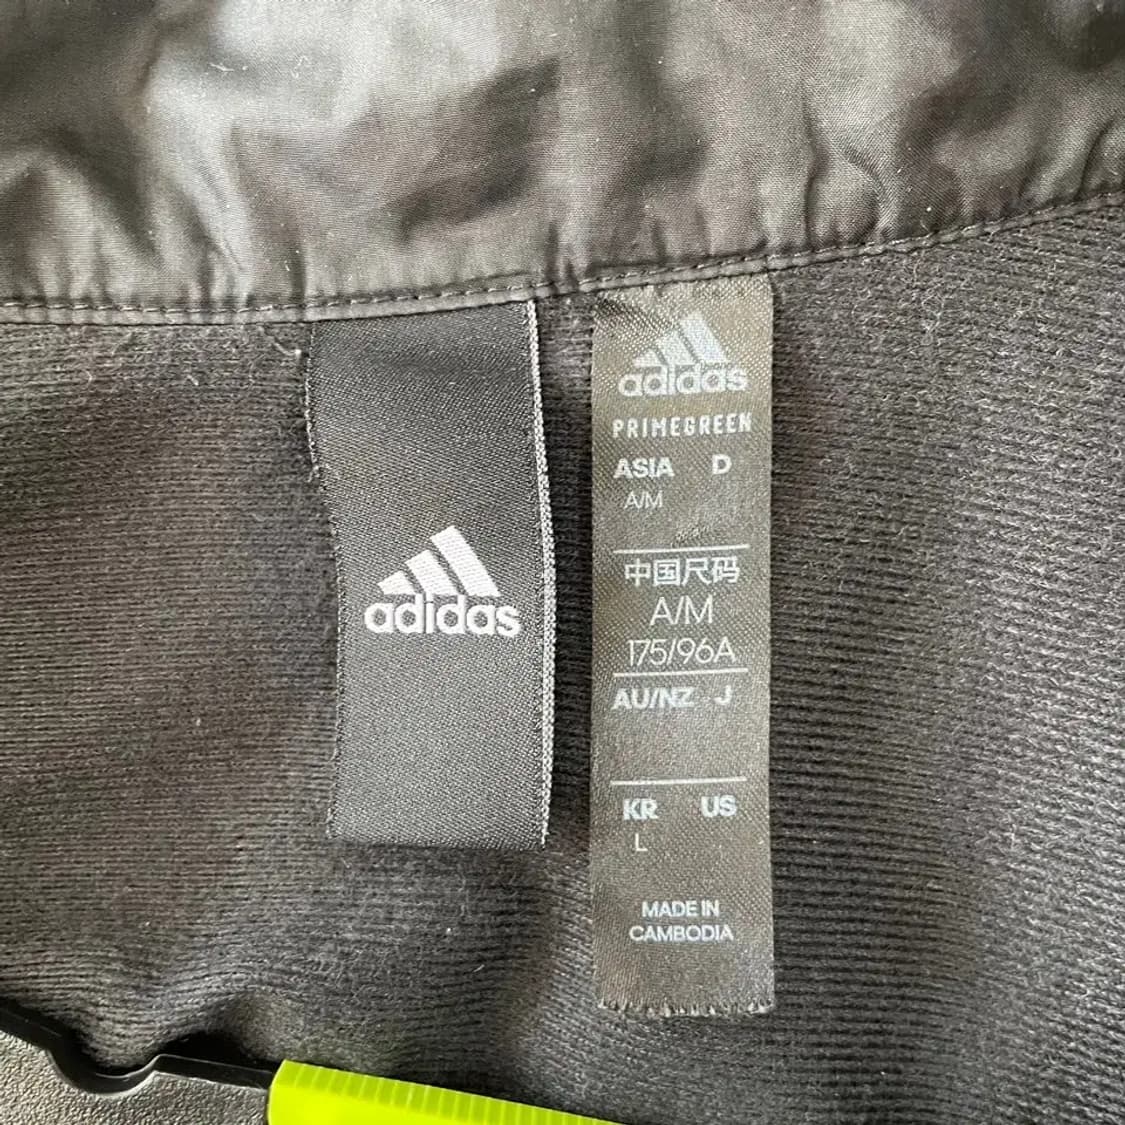 adidas
adidas
PRIMEGREEN
ASIA D
A/M
中国尺码
A/M
175/96A
AU/NZ J
KR US
L
MADE IN
CAMBODIA